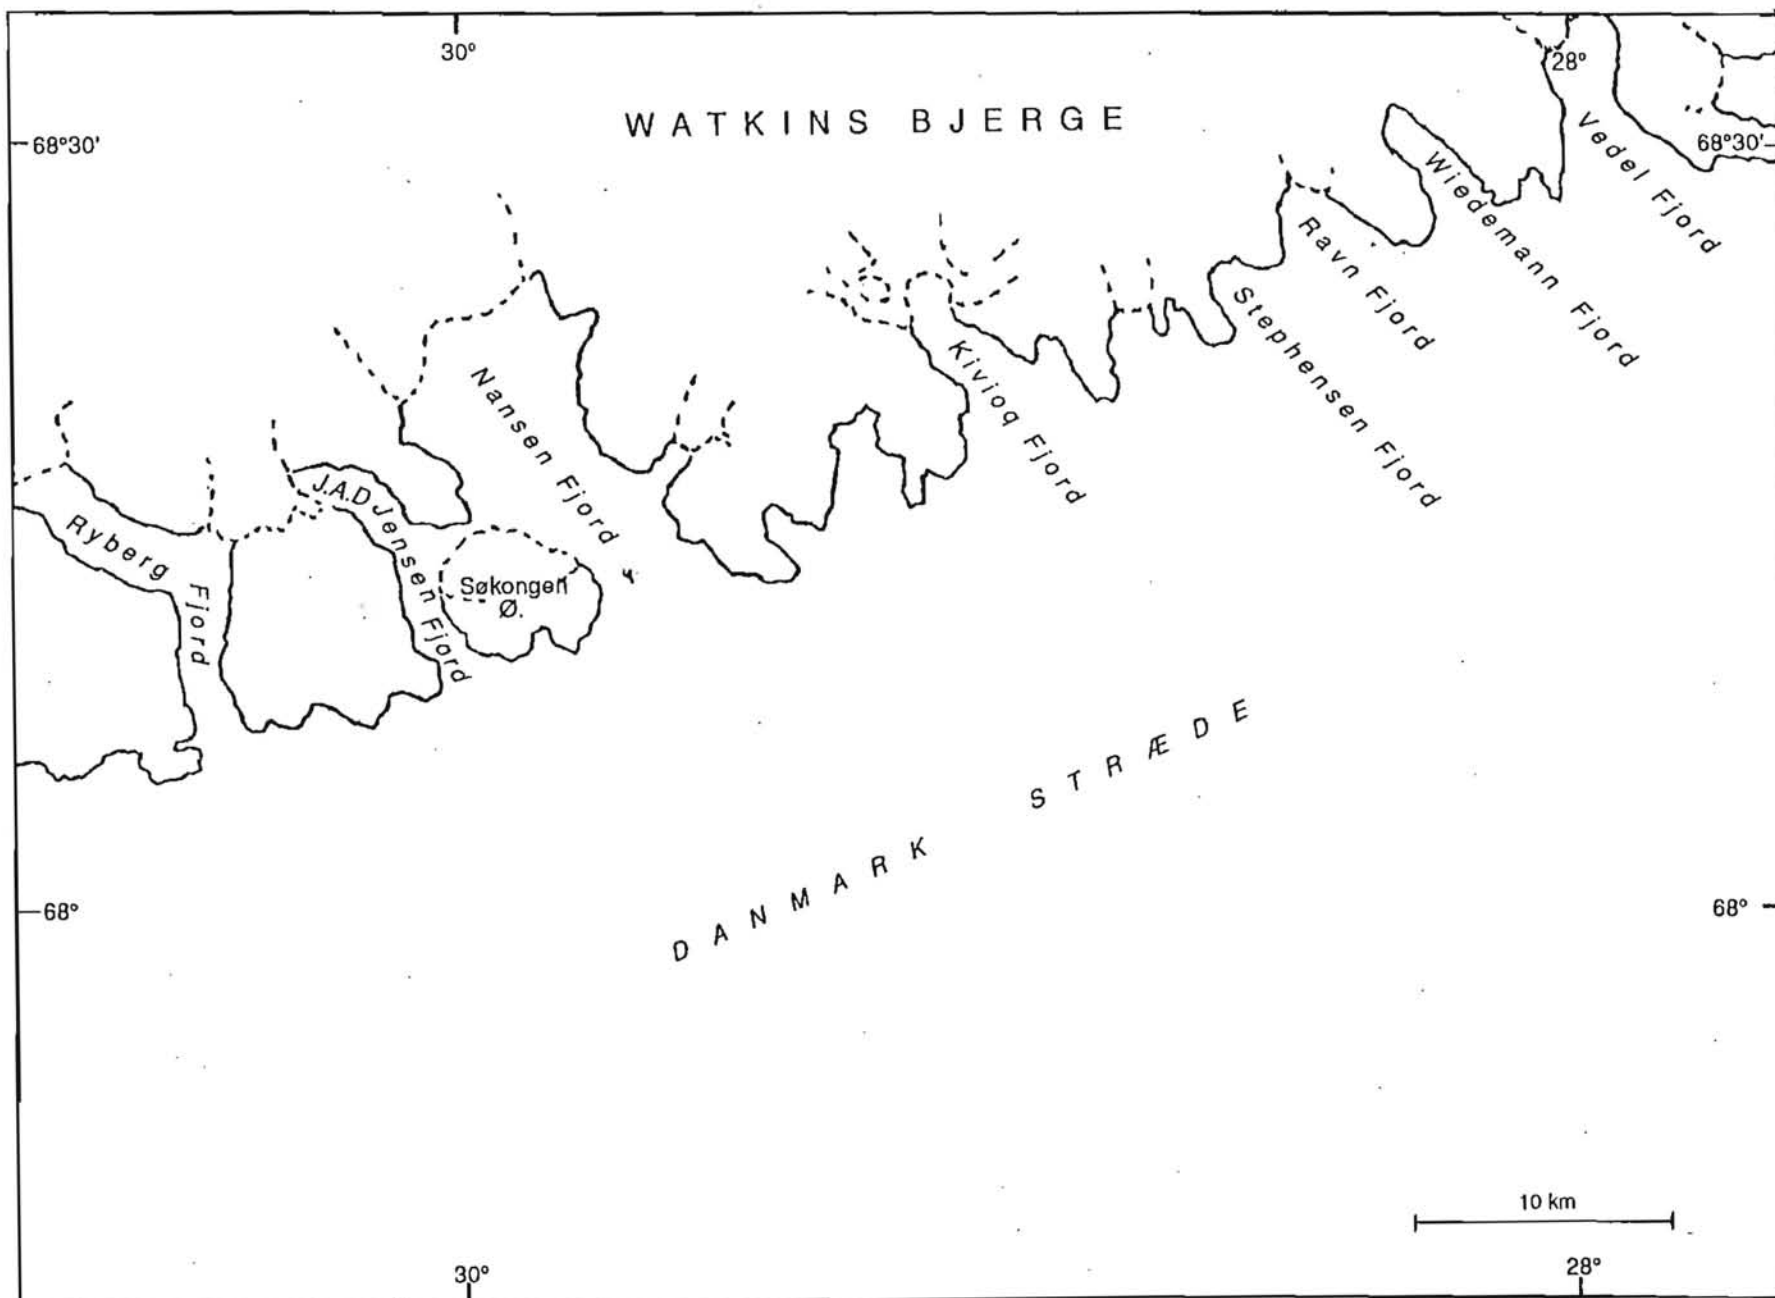 30°
28°
WATKINS BJERGE
68°30'
68°30'
Vedel Fjord
Wiedemann Fjord
Ravn Fjord
Stephensen Fjord
Kivioq Fjord
Nansen Fjord
J.A.D Jensen Fjord
Ryberg Fjord
Søkongen
Ø.
DANMARK STRÆDE
68°
68°
10 km
30°
28°